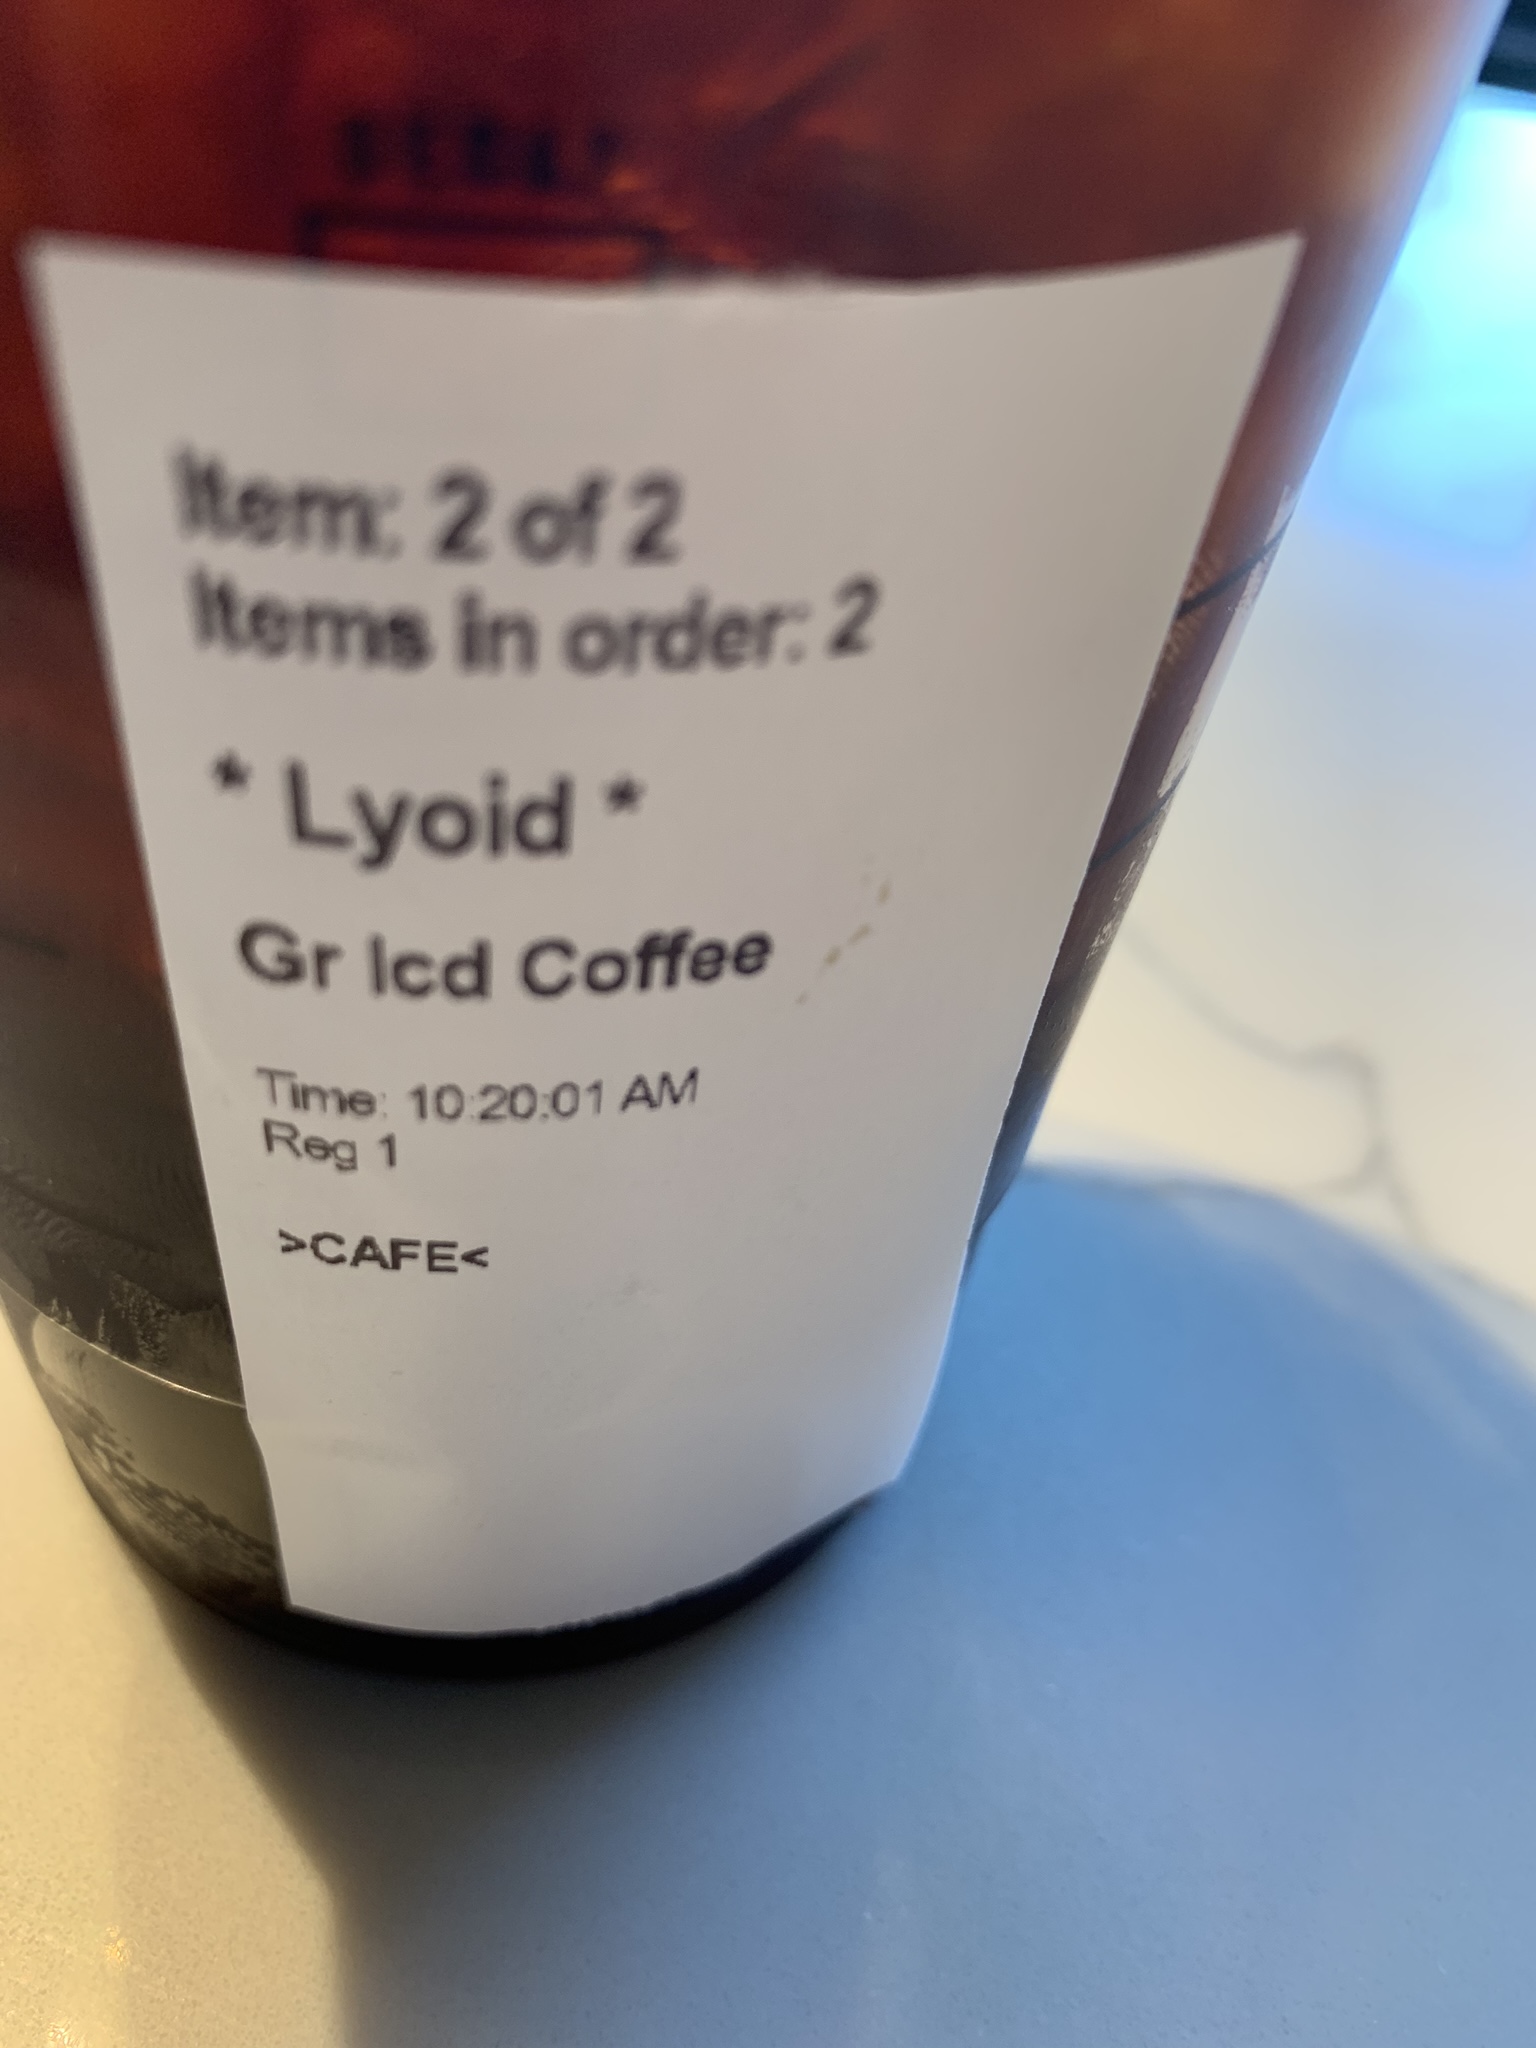 Item: 2 of 2
Items in order: 2
* Lyoid *
Gr Icd Coffee
Time: 10:20:01 AM
Reg 1
>CAFE<